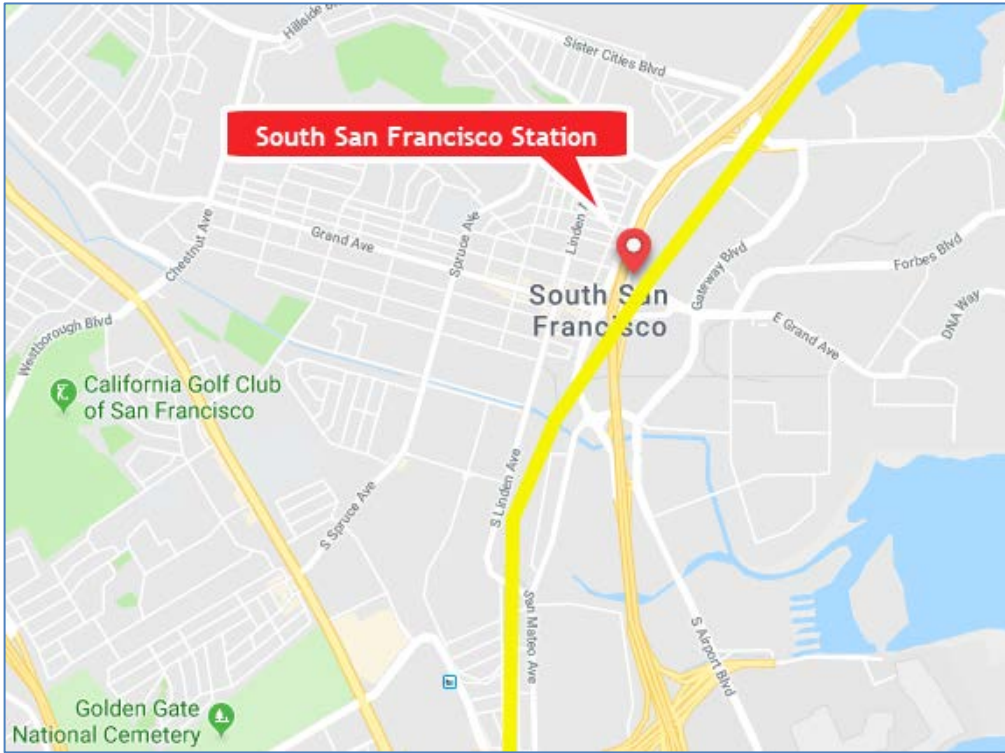 Hillside
Sister Cities Blvd
South San Francisco Station
Chestnut Ave
Grand Ave
Spruce Ave
Linden
Gateway Blvd
Forbes Blvd
DNA Way
South San
Francisco
E Grand Ave
Westborough Blvd
California Golf Club
of San Francisco
S Linden Ave
S Spruce Ave
San Mateo Ave
S Airport Blvd
Golden Gate
National Cemetery